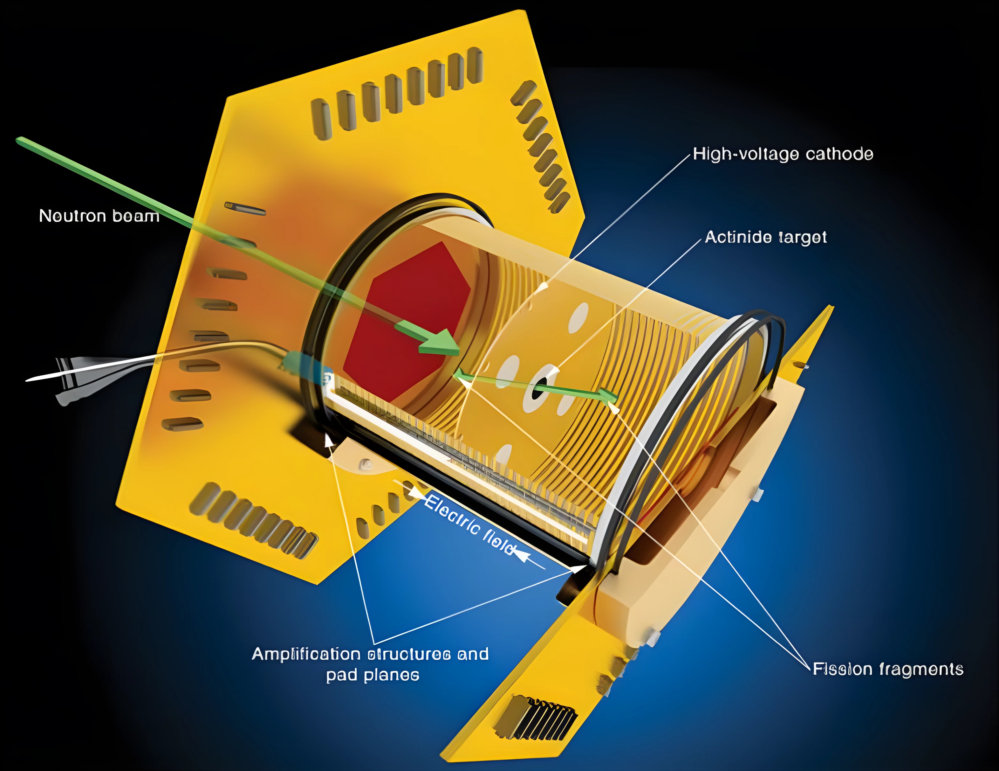 High-voltage cathode
Neutron beam
Actinide target
Electric field
Amplification structures and
pad planes
Fission fragments